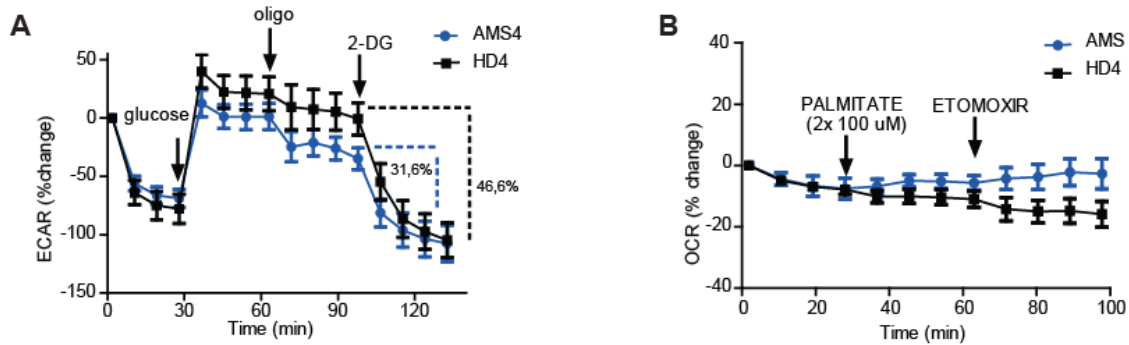 A
oligo
AMS4
HD4
2-DG
glucose
31,6%
46,6%
50
0
-50
-100
-150
ECAR (%change)
0
30
60
90
120
Time (min)
B
AMS
HD4
PALMITATE
(2x 100 uM)
ETOMOXIR
40
20
0
-20
-40
OCR (% change)
0
20
40
60
80
100
Time (min)